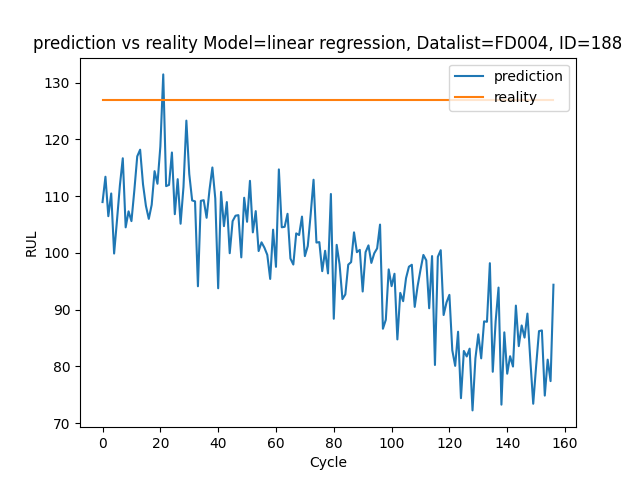 prediction vs reality Model=linear regression, Datalist=FD004, ID=188
prediction
reality
RUL
130
120
110
100
90
80
70
0 20 40 60 80 100 120 140 160
Cycle